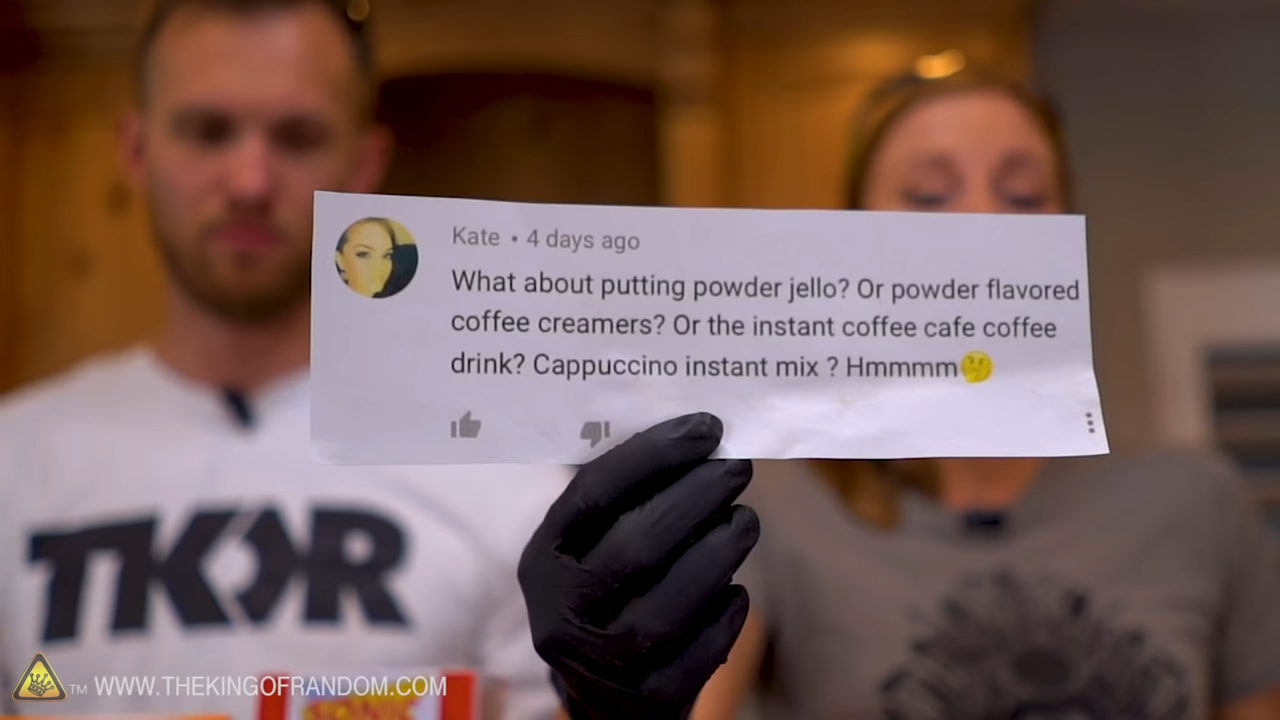 Kate • 4 days ago
What about putting powder jello? Or powder flavored
coffee creamers? Or the instant coffee cafe coffee
drink? Cappuccino instant mix ? Hmmmm🤔
TKOR
SONIC
™ WWW.THEKINGOFRANDOM.COM